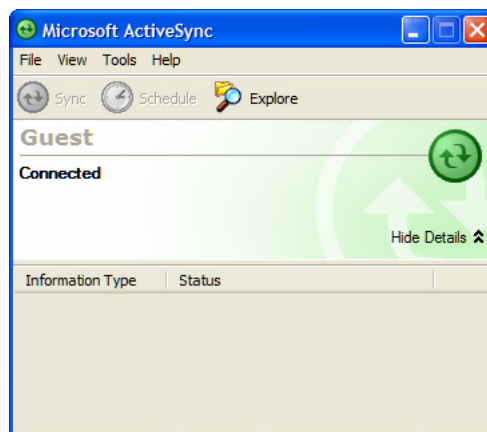 Microsoft ActiveSync
File View Tools Help
Sync Schedule Explore
Guest
Connected
Hide Details
Information Type Status